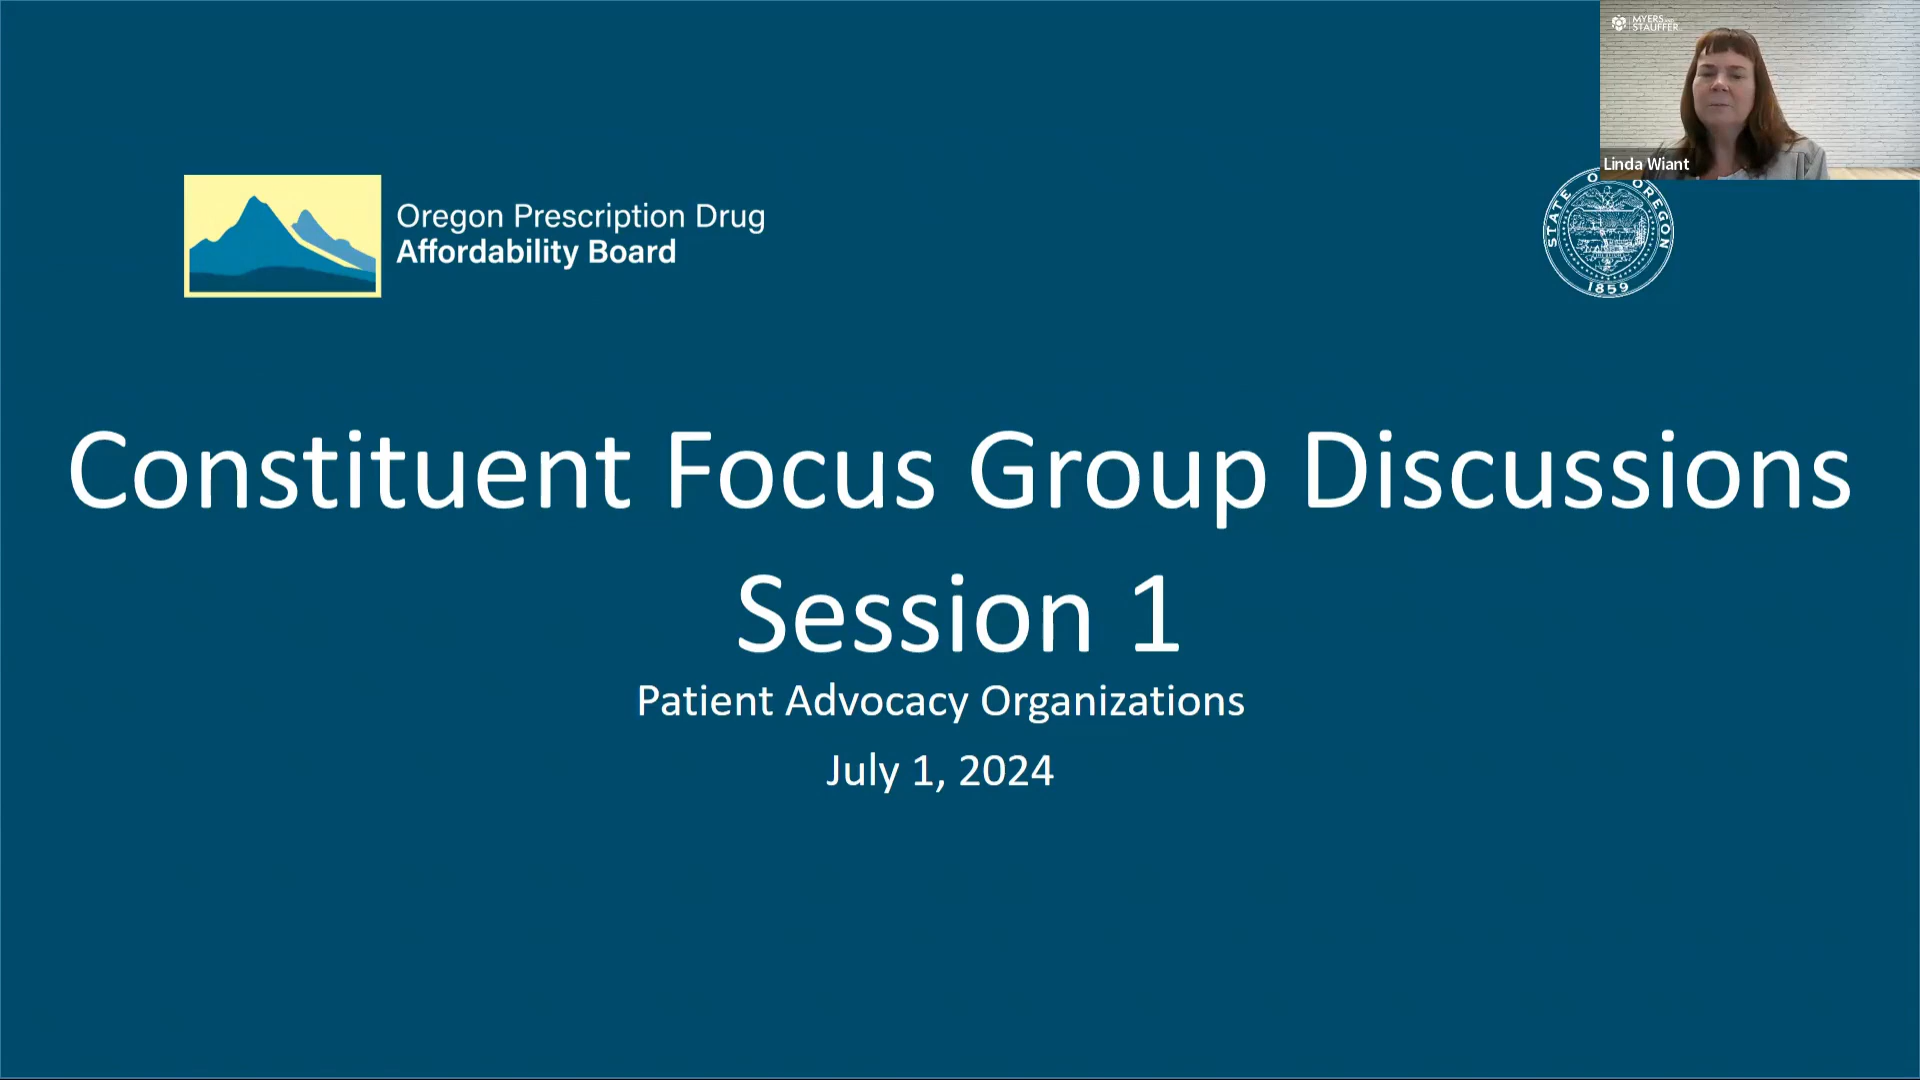 MYERS AND
STAUFFER
Linda Wiant
Oregon Prescription Drug
Affordability Board
STATE OF OREGON
1859
Constituent Focus Group Discussions
Session 1
Patient Advocacy Organizations
July 1, 2024